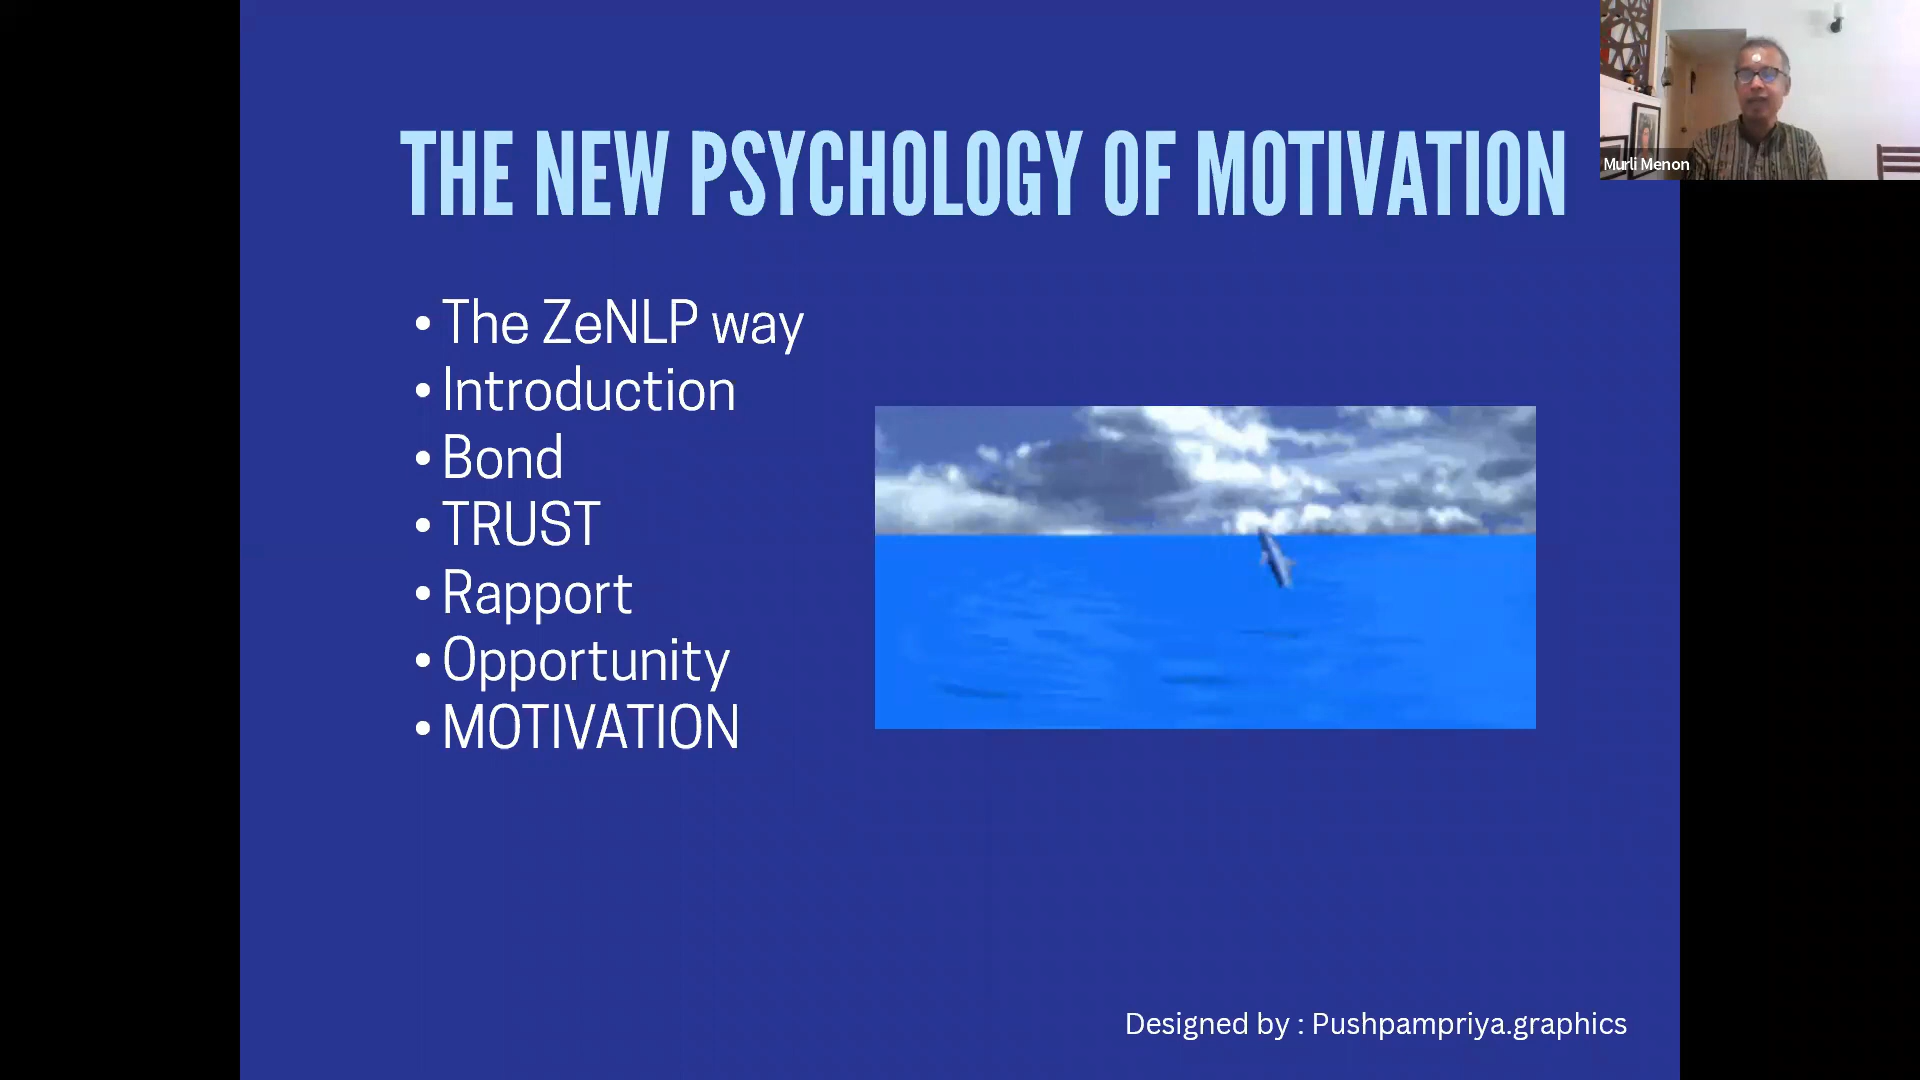 THE NEW PSYCHOLOGY OF MOTIVATION
Murli Menon
• The ZeNLP way
• Introduction
• Bond
• TRUST
• Rapport
• Opportunity
• MOTIVATION
Designed by : Pushpampriya.graphics